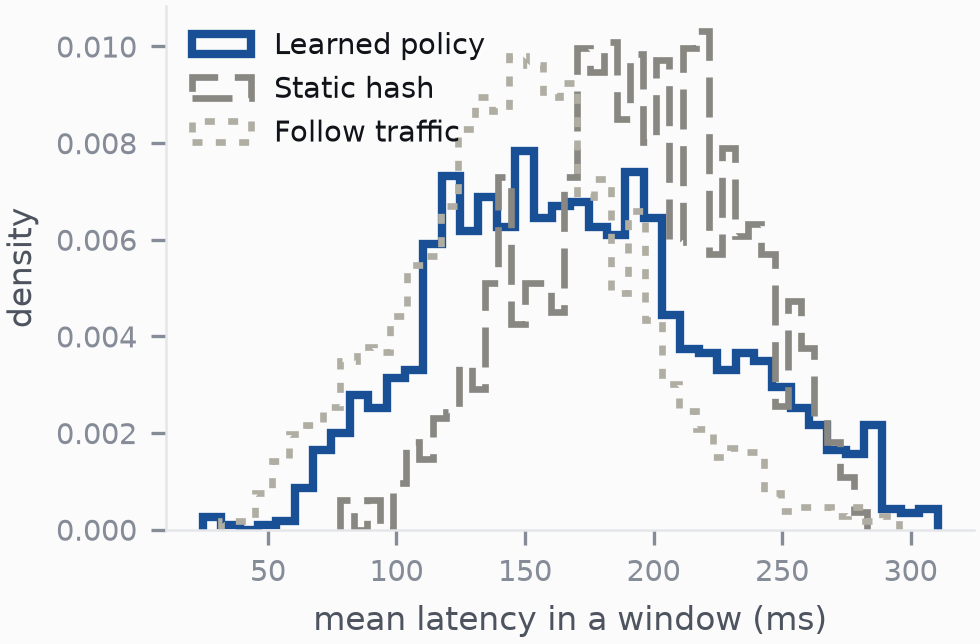 0.010
0.008
0.006
0.004
0.002
0.000
density
Learned policy
Static hash
Follow traffic
50 100 150 200 250 300
mean latency in a window (ms)